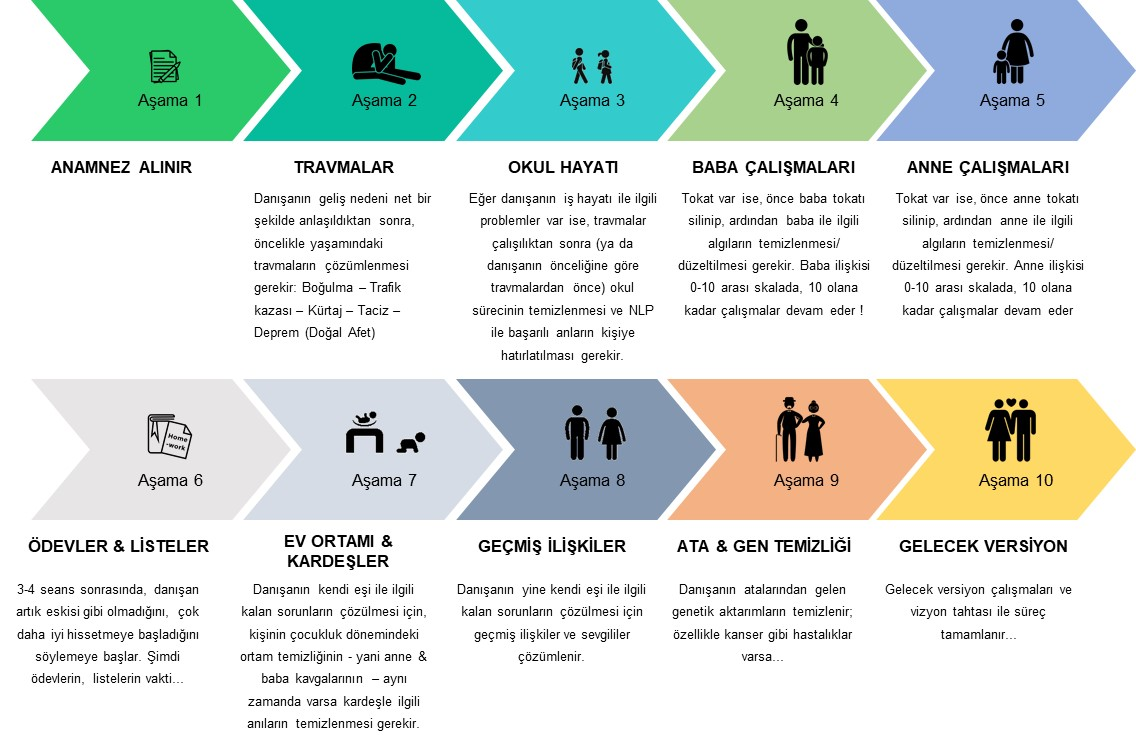 Aşama 1
Aşama 2
Aşama 3
Aşama 4
Aşama 5
ANAMNEZ ALINIR
TRAVMALAR
Danışanın geliş nedeni net bir
şekilde anlaşıldıktan sonra,
öncelikle yaşamındaki
travmaların çözümlenmesi
gerekir: Boğulma – Trafik
kazası – Kürtaj – Taciz –
Deprem (Doğal Afet)
OKUL HAYATI
Eğer danışanın iş hayatı ile ilgili
problemler var ise, travmalar
çalışılıktan sonra (ya da
danışanın önceliğine göre
travmalardan önce) okul
sürecinin temizlenmesi ve NLP
ile başarılı anların kişiye
hatırlatılması gerekir.
BABA ÇALIŞMALARI
Tokat var ise, önce baba tokatı
silinip, ardından baba ile ilgili
algıların temizlenmesi/
düzeltilmesi gerekir. Baba ilişkisi
0-10 arası skalada, 10 olana
kadar çalışmalar devam eder !
ANNE ÇALIŞMALARI
Tokat var ise, önce anne tokatı
silinip, ardından anne ile ilgili
algıların temizlenmesi/
düzeltilmesi gerekir. Anne ilişkisi
0-10 arası skalada, 10 olana
kadar çalışmalar devam eder
Home
-work
Aşama 6
Aşama 7
Aşama 8
Aşama 9
Aşama 10
ÖDEVLER & LİSTELER
3-4 seans sonrasında, danışan
artık eskisi gibi olmadığını, çok
daha iyi hissetmeye başladığını
söylemeye başlar. Şimdi
ödevlerin, listelerin vakti...
EV ORTAMI &
KARDEŞLER
Danışanın kendi eşi ile ilgili
kalan sorunların çözülmesi için,
kişinin çocukluk dönemindeki
ortam temizliğinin - yani anne &
baba kavgalarının – aynı
zamanda varsa kardeşle ilgili
anıların temizlenmesi gerekir.
GEÇMİŞ İLİŞKİLER
Danışanın yine kendi eşi ile ilgili
kalan sorunların çözülmesi için
geçmiş ilişkiler ve sevgililer
çözümlenir.
ATA & GEN TEMİZLİĞİ
Danışanın atalarından gelen
genetik aktarımların temizlenir;
özellikle kanser gibi hastalıklar
varsa...
GELECEK VERSİYON
Gelecek versiyon çalışmaları ve
vizyon tahtası ile süreç
tamamlanır...